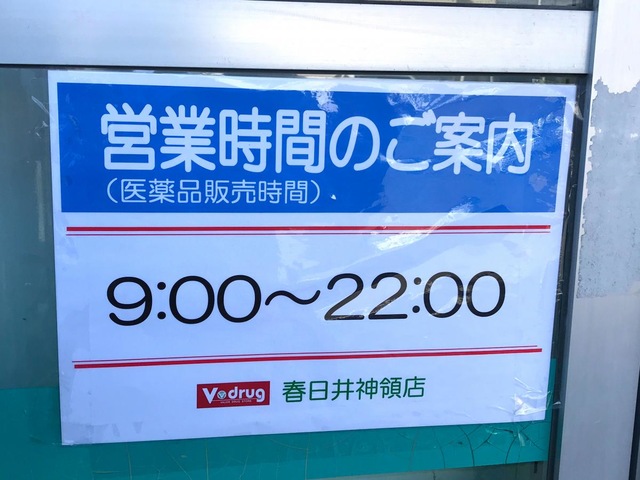 営業時間のご案内
(医薬品販売時間)
9:00〜22:00
V・drug 春日井神領店